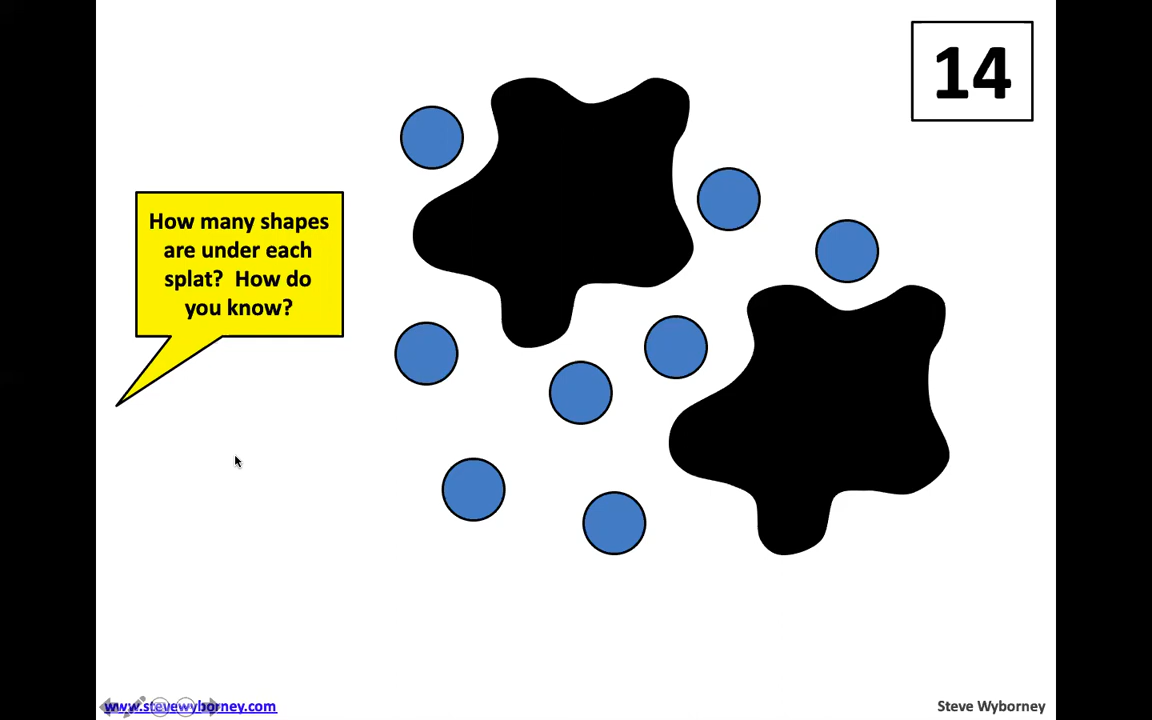 14
How many shapes
are under each
splat? How do
you know?
www.stevewyborney.com
Steve Wyborney